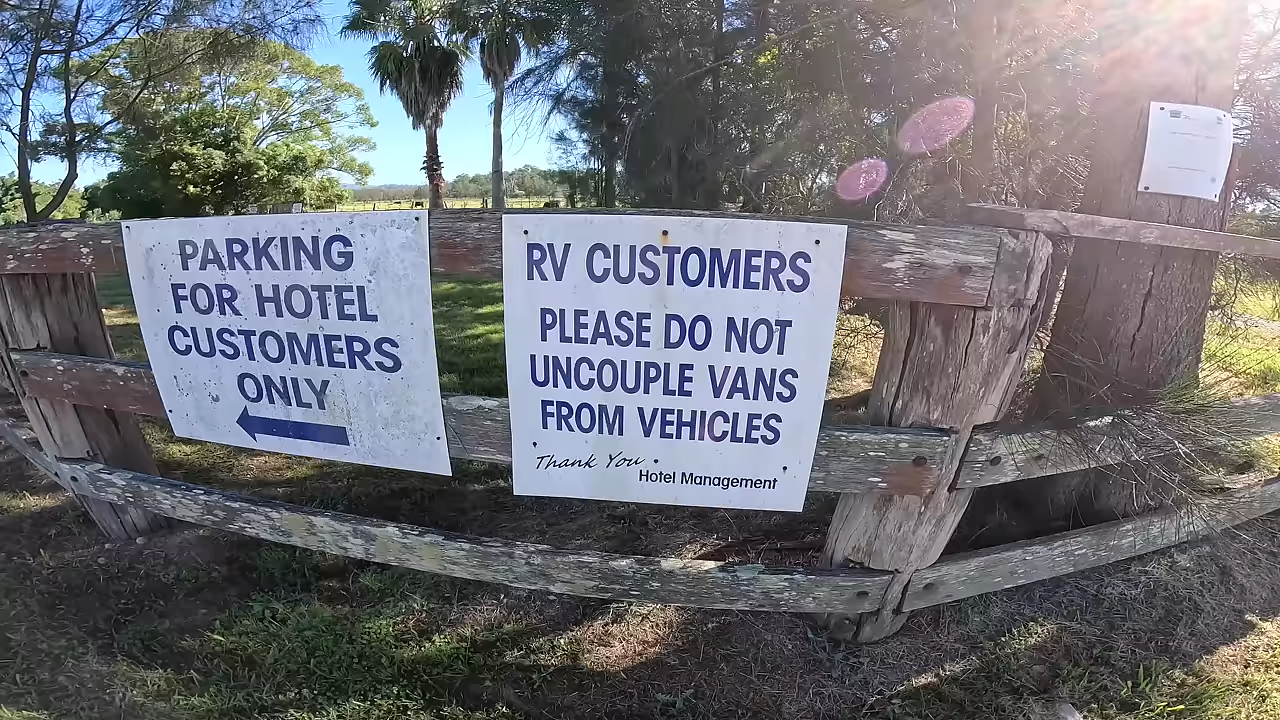 PARKING
FOR HOTEL
CUSTOMERS
ONLY
RV CUSTOMERS
PLEASE DO NOT
UNCOUPLE VANS
FROM VEHICLES
Thank You.
Hotel Management